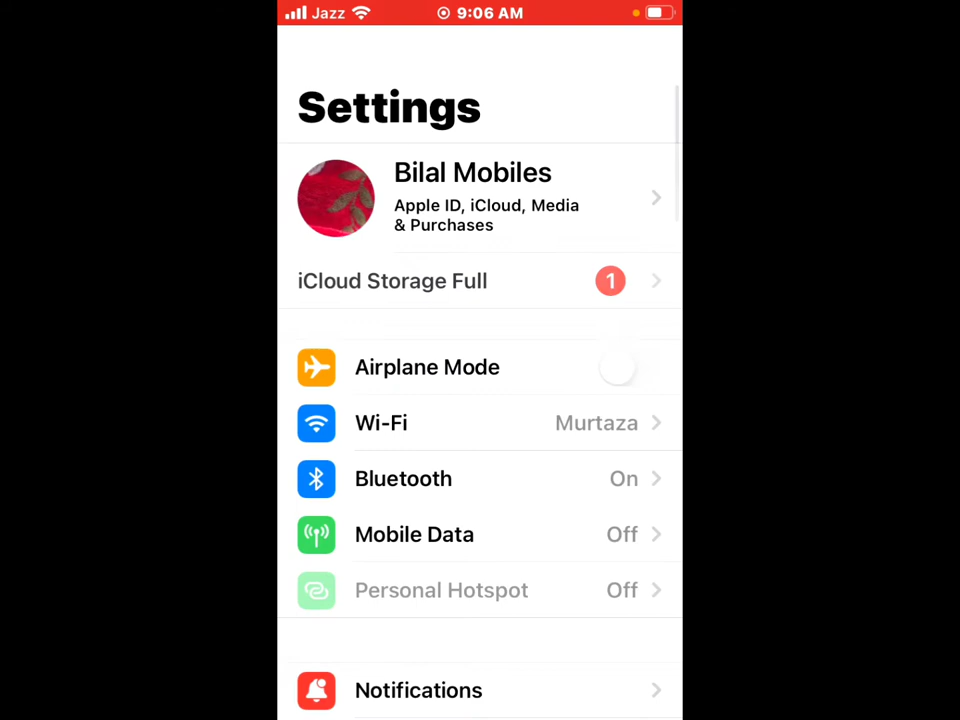 Jazz 9:06 AM
Settings
Bilal Mobiles
Apple ID, iCloud, Media
& Purchases
iCloud Storage Full 1
Airplane Mode
Wi-Fi Murtaza
Bluetooth On
Mobile Data Off
Personal Hotspot Off
Notifications